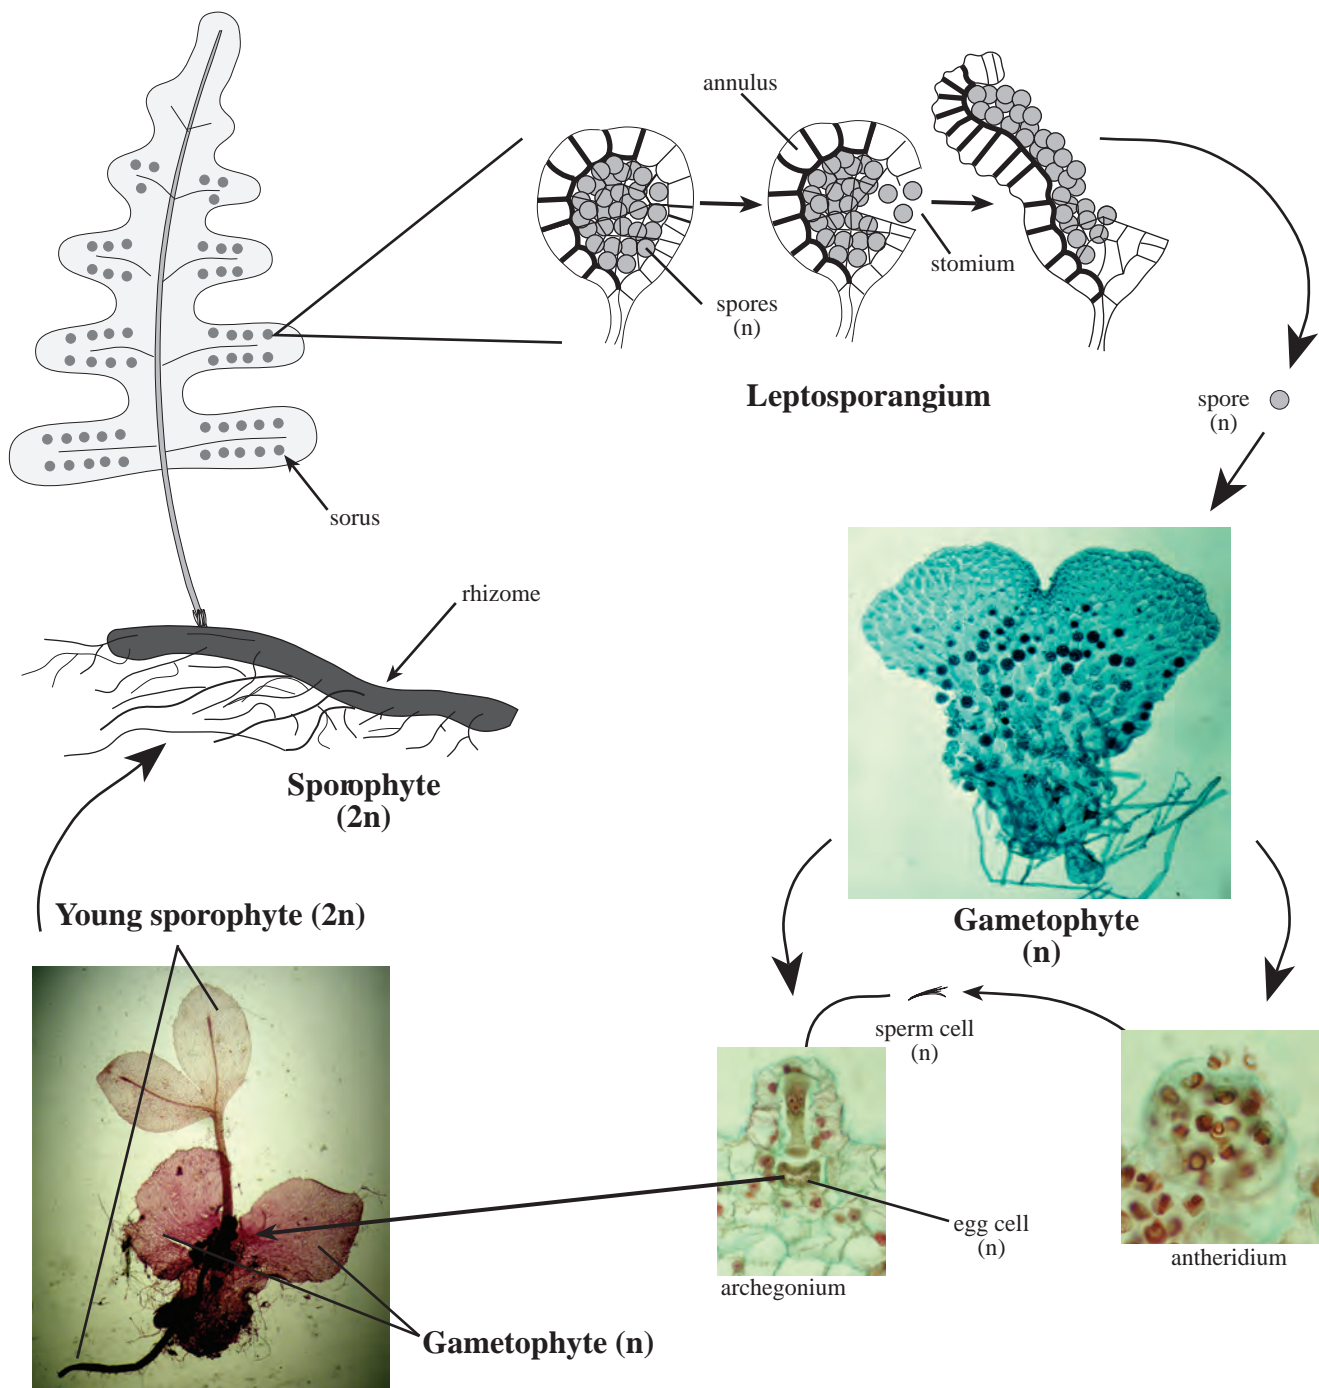 annulus
stomium
spores
(n)
Leptosporangium
spore
(n)
sorus
rhizome
Sporophyte
(2n)
Young sporophyte (2n)
Gametophyte
(n)
sperm cell
(n)
egg cell
(n)
antheridium
archegonium
Gametophyte (n)